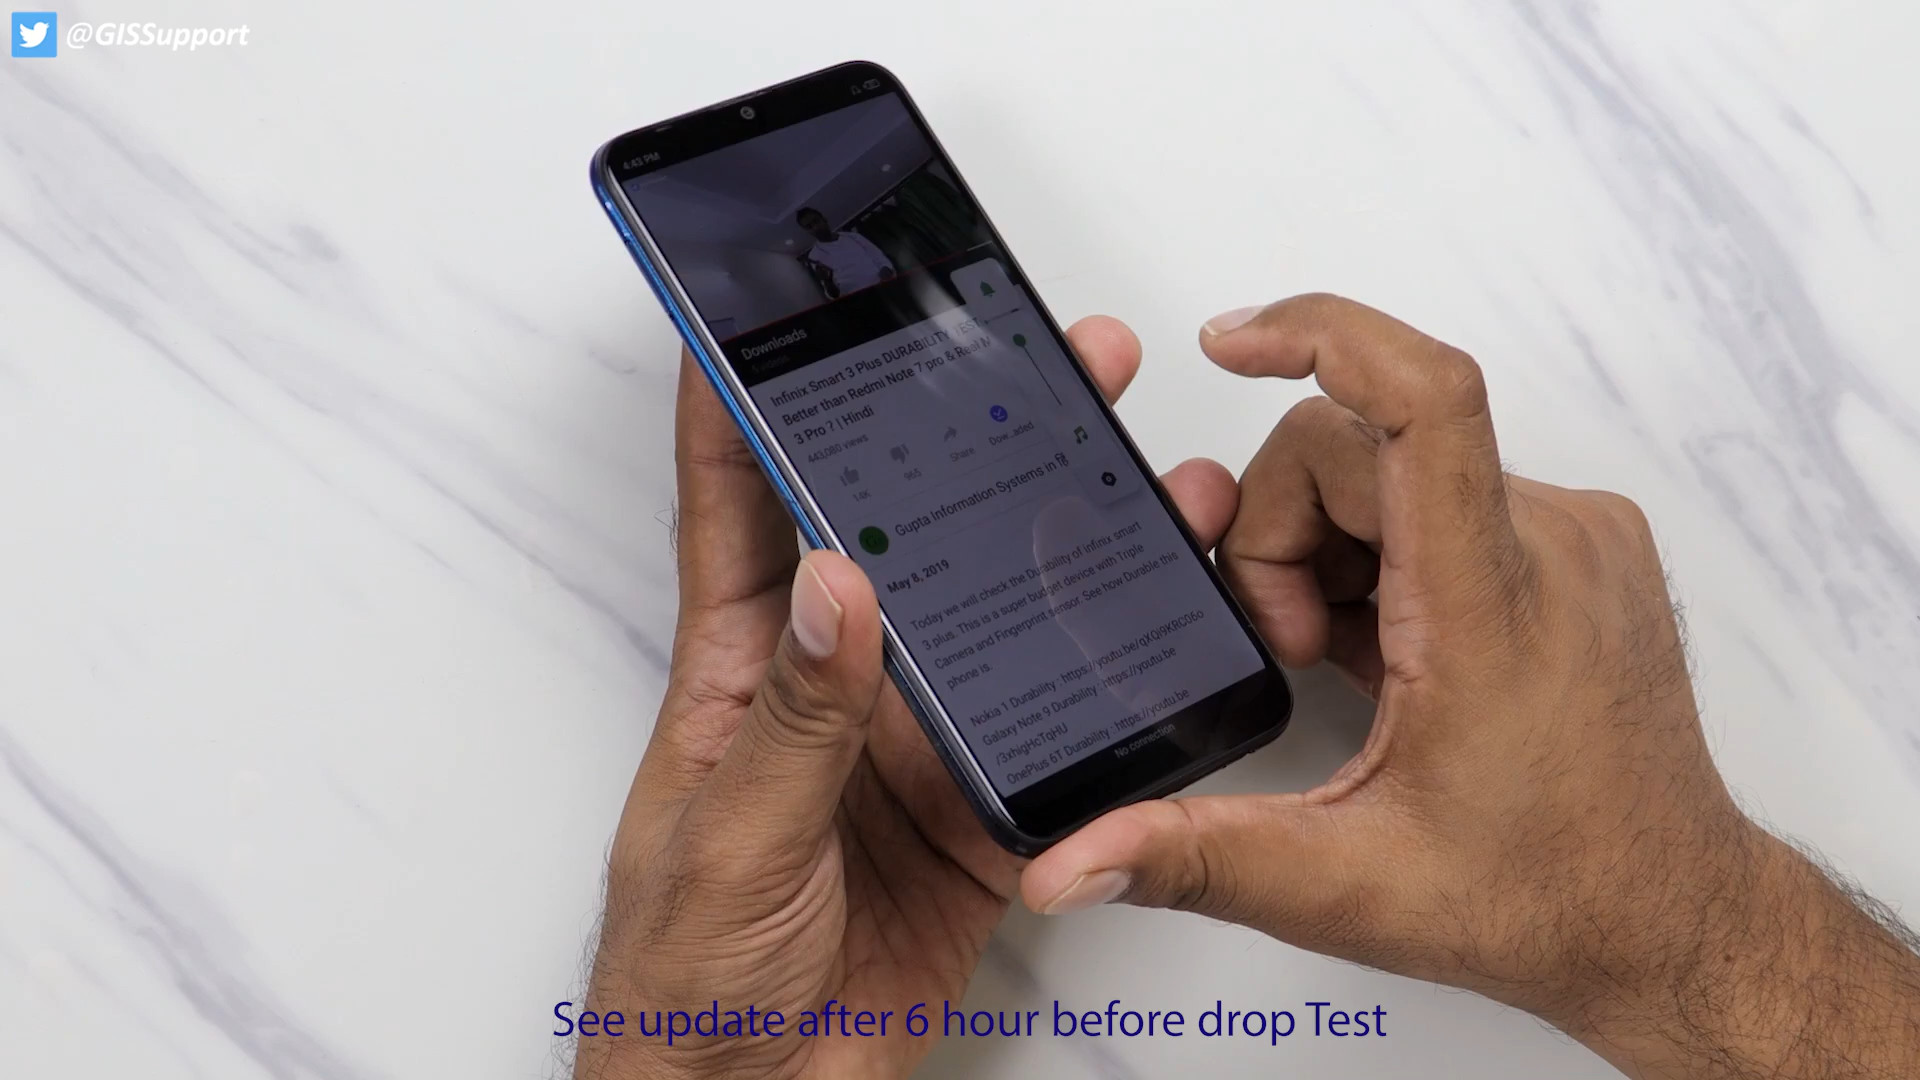 @GISSupport
4:43 PM
Downloads
Infinix Smart 3 Plus DURABILITY TEST
Better than Redmi Note 7 pro & Real M
3 Pro ? | Hindi
443,080 views
14K
965
Share
Dow...aded
Gupta Information Systems in हि
May 8, 2019
Today we will check the Durability of infinix smart
3 plus. This is a super budget device with Triple
Camera and Fingerprint sensor. See how Durable this
phone is.
Nokia 1 Durability : https://youtu.be/qXQi9KRC06o
Galaxy Note 9 Durability : https://youtu.be
/3xhigHcTqHU
OnePlus 6T Durability : https://youtu.be
No connection
See update after 6 hour before drop Test